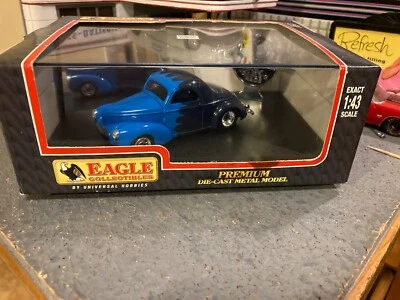 Refresh
EXACT
1:43
SCALE
EAGLE
COLLECTIBLES
BY UNIVERSAL HOBBIES
PREMIUM
DIE-CAST METAL MODEL